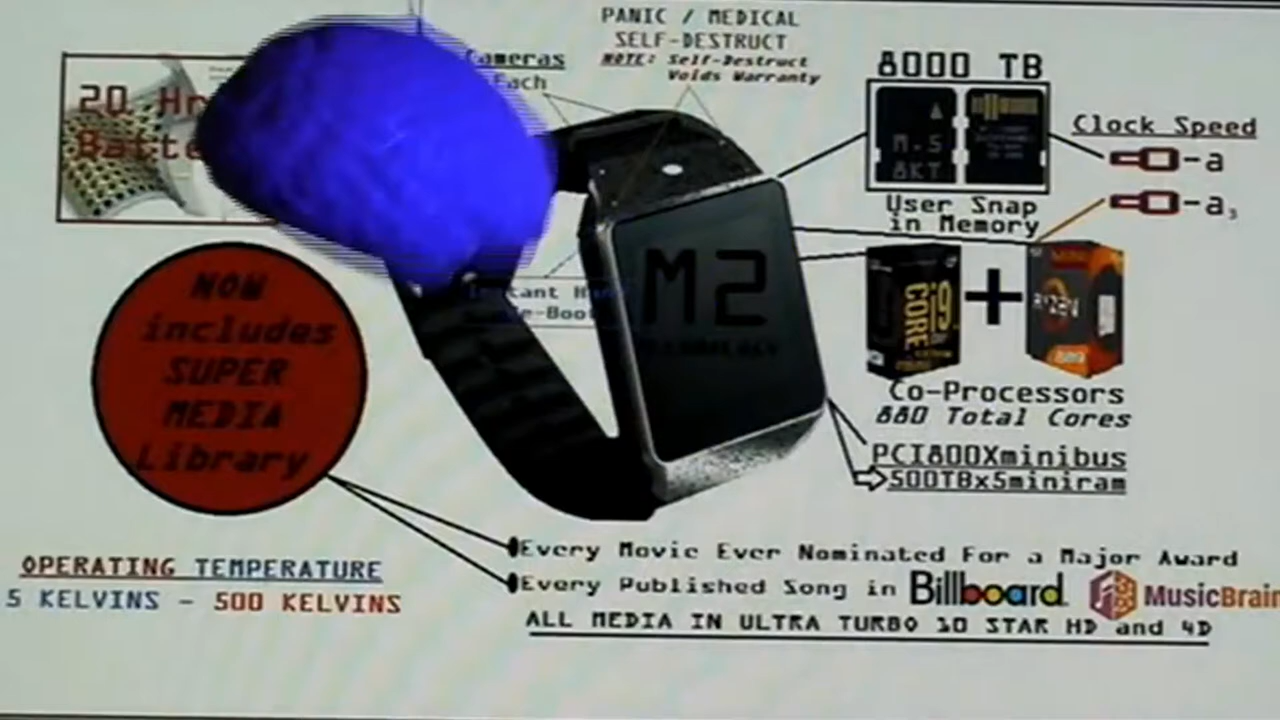 PANIC / MEDICAL
SELF-DESTRUCT
NOTE: Self-Destruct
Voids Warranty
Cameras
Each
20 Hr
Batte
8000 TB
M.S
8KT
User Snap
in Memory
Clock Speed
-a
-a,
NOW
includes
SUPER
MEDIA
Library
M2
CORE i9
RYZEN
+
Co-Processors
880 Total Cores
PCI800Xminibus
500TBx5miniram
Every Movie Ever Nominated For a Major Award
Every Published Song in Billboard MusicBrain
ALL MEDIA IN ULTRA TURBO 10 STAR HD and 4D
OPERATING TEMPERATURE
5 KELVINS - 500 KELVINS